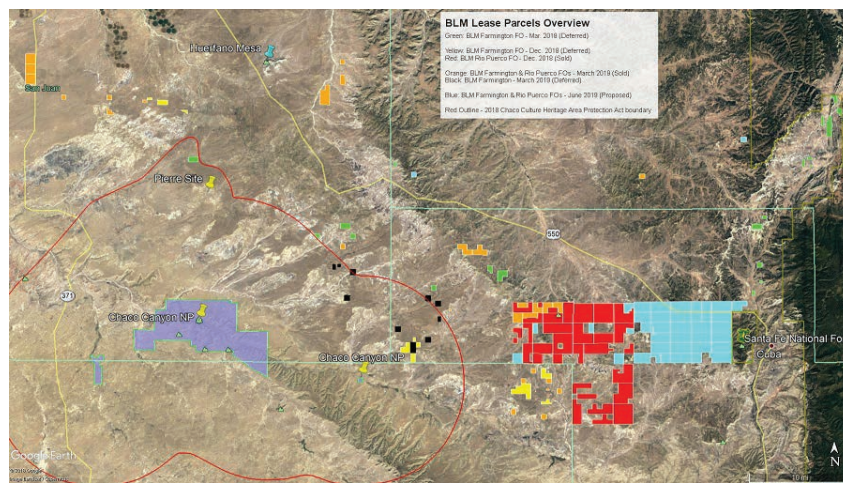 BLM Lease Parcels Overview
Green: BLM Farmington FO - Mar. 2018 (Deferred)
Yellow: BLM Farmington FO - Dec. 2018 (Deferred)
Red: BLM Rio Puerco FO - Dec. 2018 (Sold)
Orange: BLM Farmington & Rio Puerco FOs - March 2019 (Sold)
Black: BLM Farmington - March 2019 (Deferred)
Blue: BLM Farmington & Rio Puerco FOs - June 2019 (Proposed)
Red Outline - 2018 Chaco Culture Heritage Area Protection Act boundary
Huerfano Mesa
San Juan
Pierre Site
550
371
Chaco Canyon NP
Chaco Canyon NP
Santa Fe National Fo
Cuba
Google Earth
N
10 mi